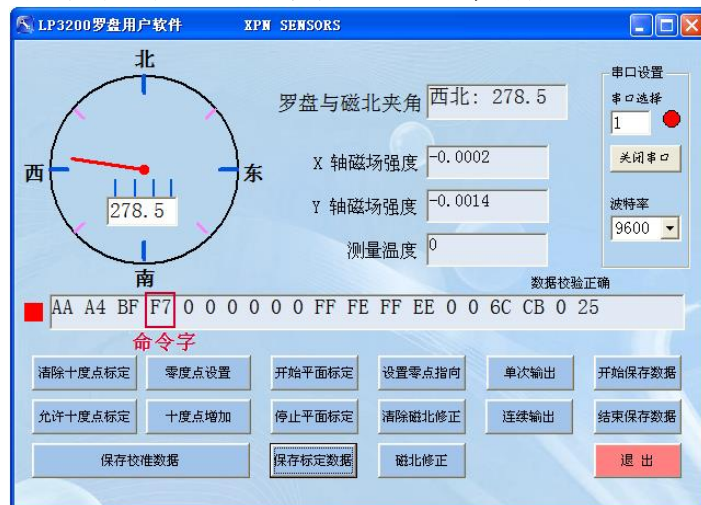 LP3200罗盘用户软件 XPN SENSORS
北
西
东
南
278.5
罗盘与磁北夹角 西北: 278.5
X 轴磁场强度 -0.0002
Y 轴磁场强度 -0.0014
测量温度 0
串口设置
串口选择
1
关闭串口
波特率
9600
数据校验正确
AA A4 BF F7 0 0 0 0 0 0 0 FF FE FF EE 0 0 6C CB 0 25
命令字
清除十度点标定 零度点设置 开始平面标定 设置零点指向 单次输出 开始保存数据
允许十度点标定 十度点增加 停止平面标定 清除磁北修正 连续输出 结束保存数据
保存校准数据 保存标定数据 磁北修正 退出